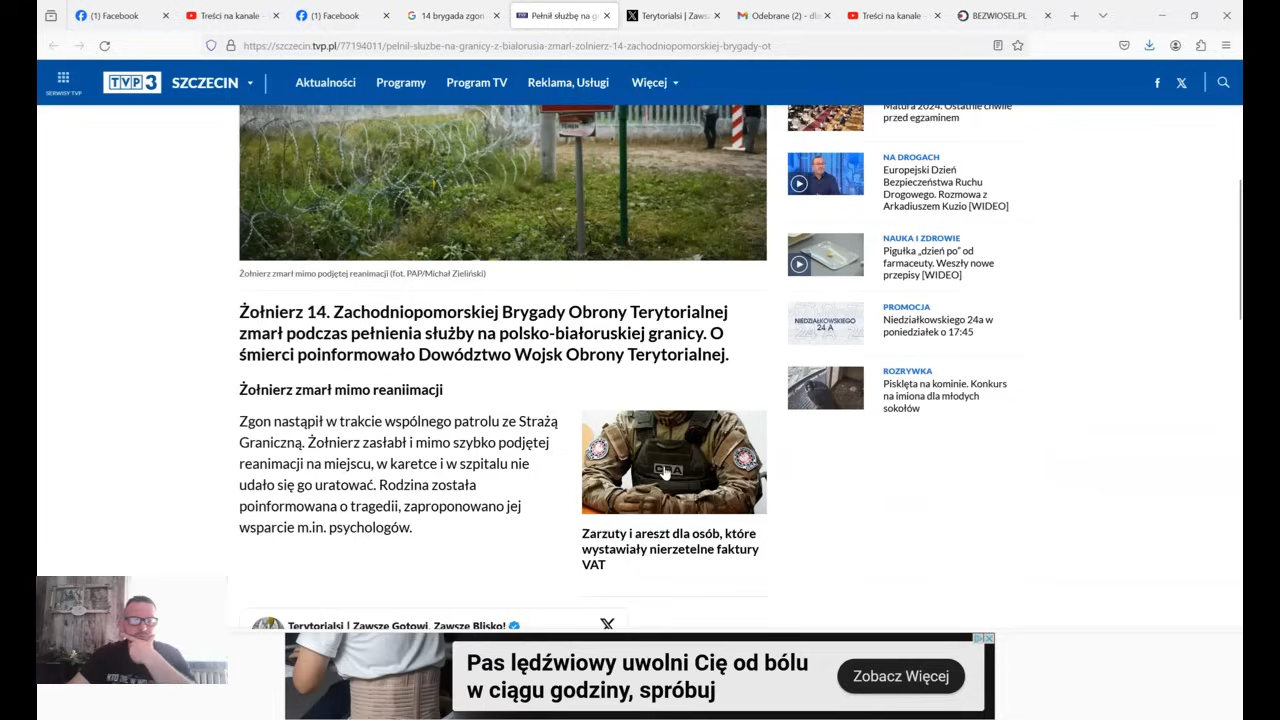 (1) Facebook
Treści na kanale -
(1) Facebook
14 brygada zgon
Pełnił służbę na g
Terytorialsi | Zaws
Odebrane (2) - dla
Treści na kanale -
BEZWIOSEL.PL
https://szczecin.tvp.pl/77194011/pelnil-sluzbe-na-granicy-z-bialorusia-zmarl-zolnierz-14-zachodniopomorskiej-brygady-ot
SERWISY TVP
TVP3 SZCZECIN
Aktualności
Programy
Program TV
Reklama, Usługi
Więcej
Żołnierz zmarł mimo podjętej reanimacji (fot. PAP/Michał Zieliński)
Żołnierz 14. Zachodniopomorskiej Brygady Obrony Terytorialnej
zmarł podczas pełnienia służby na polsko-białoruskiej granicy. O
śmierci poinformowało Dowództwo Wojsk Obrony Terytorialnej.
Żołnierz zmarł mimo reaniimacji
Zgon nastąpił w trakcie wspólnego patrolu ze Strażą
Graniczną. Żołnierz zasłabł i mimo szybko podjętej
reanimacji na miejscu, w karetce i w szpitalu nie
udało się go uratować. Rodzina została
poinformowana o tragedii, zaproponowano jej
wsparcie m.in. psychologów.
CBA
Zarzuty i areszt dla osób, które
wystawiały nierzetelne faktury
VAT
Matura 2024. Ostatnie chwile
przed egzaminem
NA DROGACH
Europejski Dzień
Bezpieczeństwa Ruchu
Drogowego. Rozmowa z
Arkadiuszem Kuzio [WIDEO]
NAUKA I ZDROWIE
Pigułka „dzień po” od
farmaceuty. Weszły nowe
przepisy [WIDEO]
NIEDZIAŁKOWSKIEGO
24 A
PROMOCJA
Niedziałkowskiego 24a w
poniedziałek o 17:45
ROZRYWKA
Pisklęta na kominie. Konkurs
na imiona dla młodych
sokołów
Terytorialsi | Zawsze Gotowi, Zawsze Blisko!
Pas lędźwiowy uwolni Cię od bólu
w ciągu godziny, spróbuj
Zobacz Więcej